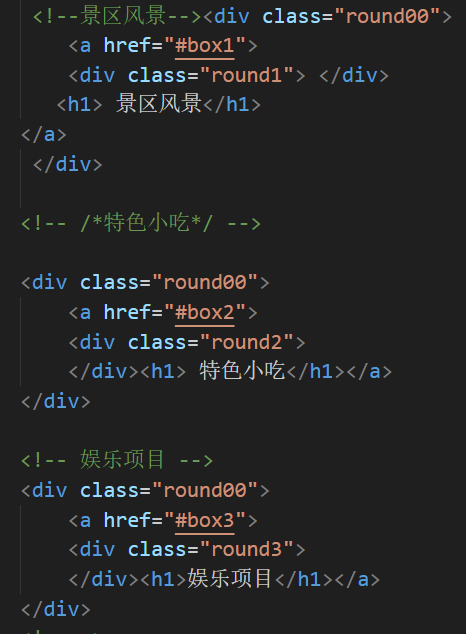 <!--景区风景--><div class="round00">
<a href="#box1">
<div class="round1"> </div>
<h1> 景区风景</h1>
</a>
</div>
<!-- /*特色小吃*/ -->
<div class="round00">
<a href="#box2">
<div class="round2">
</div><h1> 特色小吃</h1></a>
</div>
<!-- 娱乐项目 -->
<div class="round00">
<a href="#box3">
<div class="round3">
</div><h1>娱乐项目</h1></a>
</div>